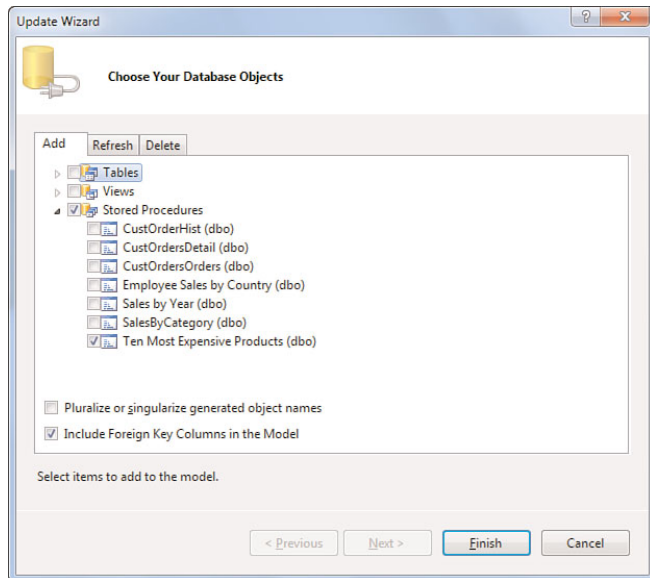 Update Wizard
Choose Your Database Objects
Add Refresh Delete
Tables
Views
Stored Procedures
CustOrderHist (dbo)
CustOrdersDetail (dbo)
CustOrdersOrders (dbo)
Employee Sales by Country (dbo)
Sales by Year (dbo)
SalesByCategory (dbo)
Ten Most Expensive Products (dbo)
Pluralize or singularize generated object names
Include Foreign Key Columns in the Model
Select items to add to the model.
< Previous Next > Finish Cancel